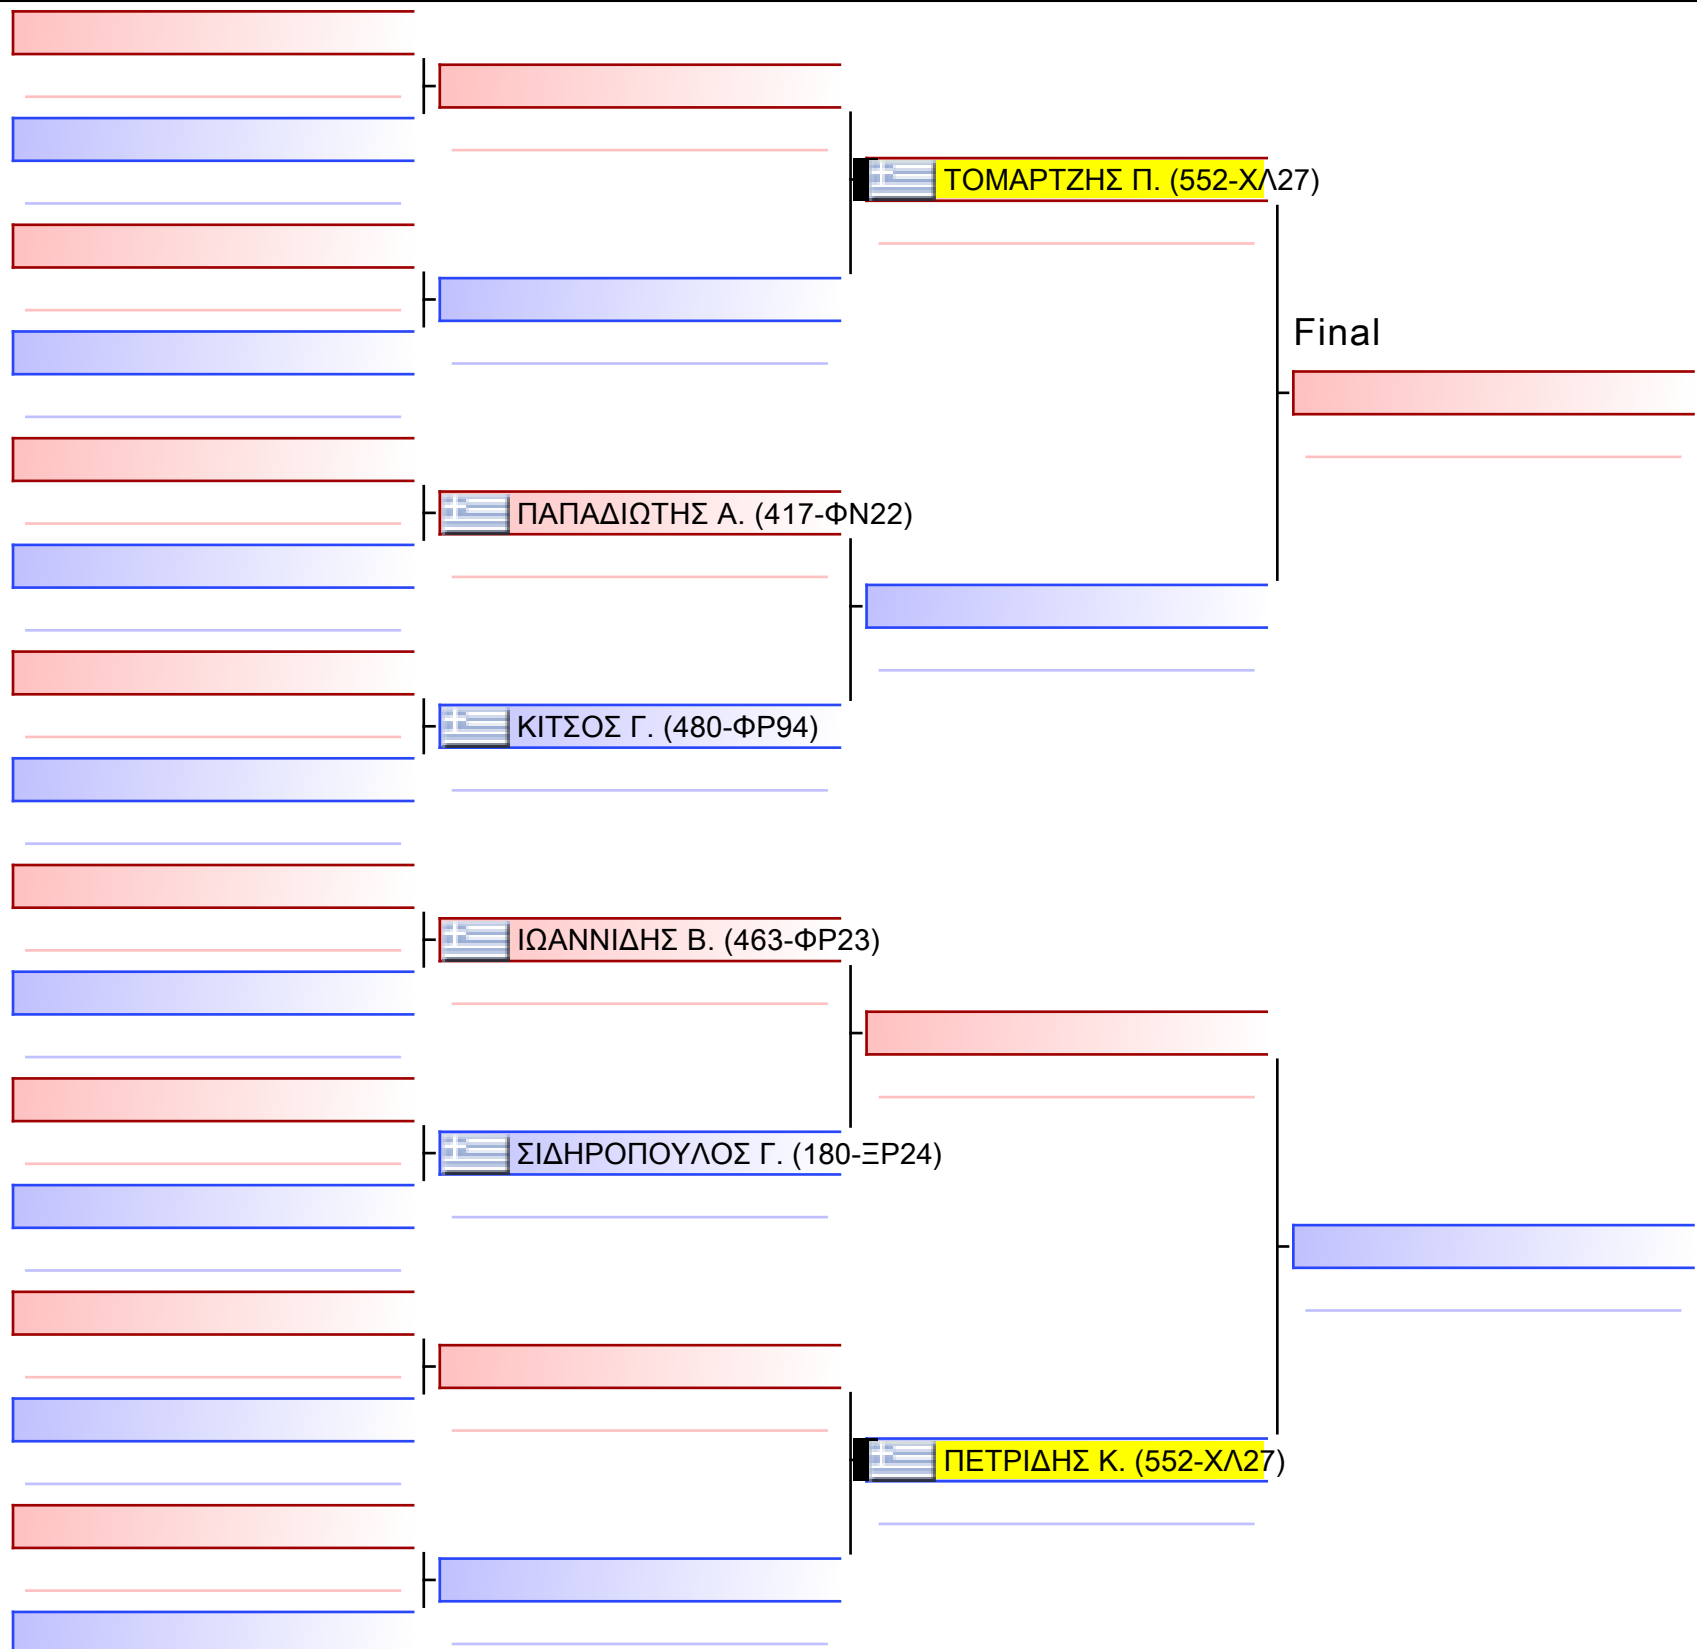 ΤΟΜΑΡΤΖΗΣ Π. (552-ΧΛ27)
Final
ΠΑΠΑΔΙΩΤΗΣ Α. (417-ΦΝ22)
ΚΙΤΣΟΣ Γ. (480-ΦΡ94)
ΙΩΑΝΝΙΔΗΣ Β. (463-ΦΡ23)
ΣΙΔΗΡΟΠΟΥΛΟΣ Γ. (180-ΞΡ24)
ΠΕΤΡΙΔΗΣ Κ. (552-ΧΛ27)